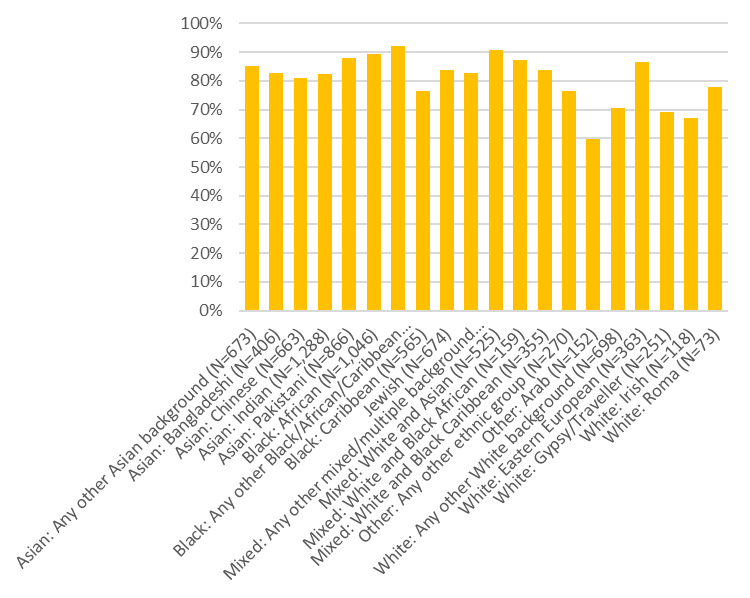 100%
90%
80%
70%
60%
50%
40%
30%
20%
10%
0%
Asian: Any other Asian background (N=673)
Asian: Bangladeshi (N=406)
Asian: Chinese (N=663)
Asian: Indian (N=1,288)
Asian: Pakistani (N=866)
Black: African (N=1,046)
Black: Any other Black/African/Caribbean...
Black: Caribbean (N=565)
Jewish (N=674)
Mixed: Any other mixed/multiple background...
Mixed: White and Asian (N=525)
Mixed: White and Black African (N=159)
Mixed: White and Black Caribbean (N=355)
Other: Any other ethnic group (N=270)
Other: Arab (N=152)
White: Any other White background (N=698)
White: Eastern European (N=363)
White: Gypsy/Traveller (N=251)
White: Irish (N=118)
White: Roma (N=73)